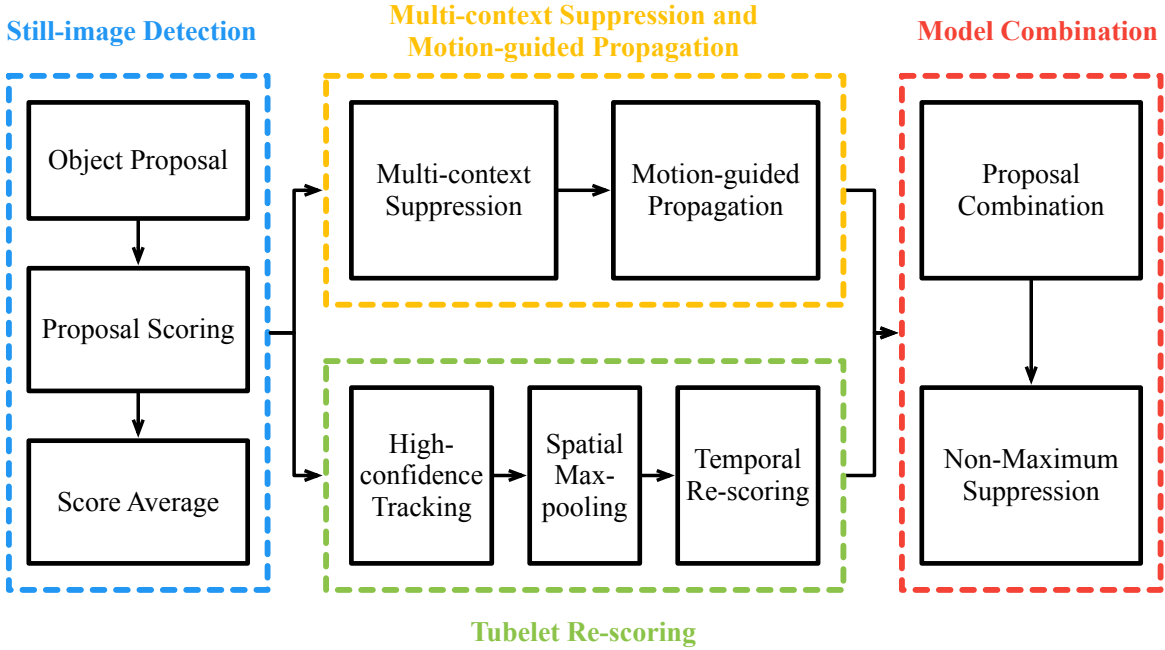 Still-image Detection
Object Proposal
Proposal Scoring
Score Average
Multi-context Suppression and
Motion-guided Propagation
Multi-context
Suppression
Motion-guided
Propagation
High-
confidence
Tracking
Spatial
Max-
pooling
Temporal
Re-scoring
Tubelet Re-scoring
Model Combination
Proposal
Combination
Non-Maximum
Suppression